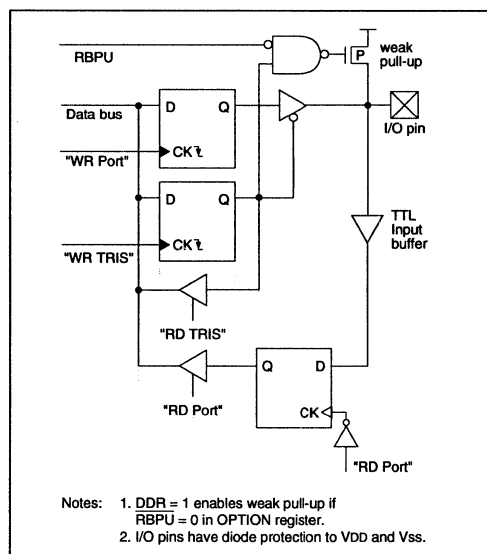 RBPU
P
weak
pull-up
Data bus
D
Q
I/O pin
"WR Port"
CK
D
Q
TTL
Input
buffer
"WR TRIS"
CK
"RD TRIS"
Q
D
"RD Port"
CK
"RD Port"
Notes: 1. DDR = 1 enables weak pull-up if
RBPU = 0 in OPTION register.
2. I/O pins have diode protection to VDD and VSS.